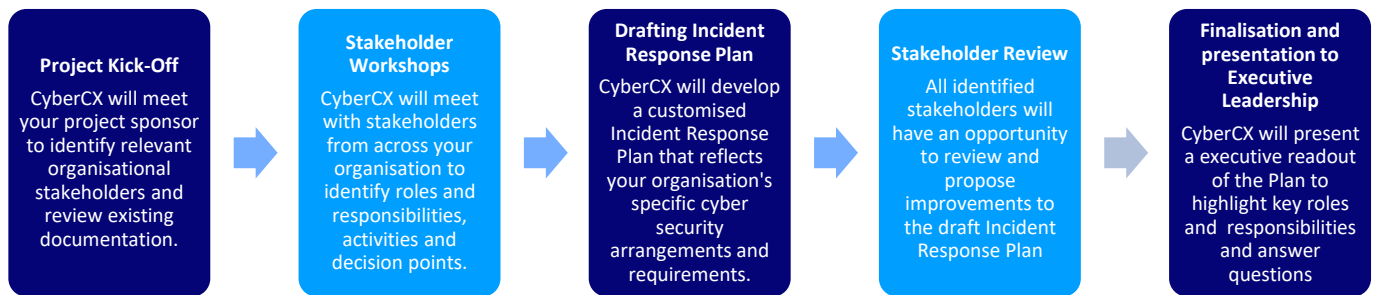 Project Kick-Off
CyberCX will meet
your project sponsor
to identify relevant
organisational
stakeholders and
review existing
documentation.
Stakeholder
Workshops
CyberCX will meet
with stakeholders
from across your
organisation to
identify roles and
responsibilities,
activities and
decision points.
Drafting Incident
Response Plan
CyberCX will develop
a customised
Incident Response
Plan that reflects
your organisation's
specific cyber
security
arrangements and
requirements.
Stakeholder Review
All identified
stakeholders will
have an opportunity
to review and
propose
improvements to
the draft Incident
Response Plan
Finalisation and
presentation to
Executive
Leadership
CyberCX will present
a executive readout
of the Plan to
highlight key roles
and responsibilities
and answer
questions